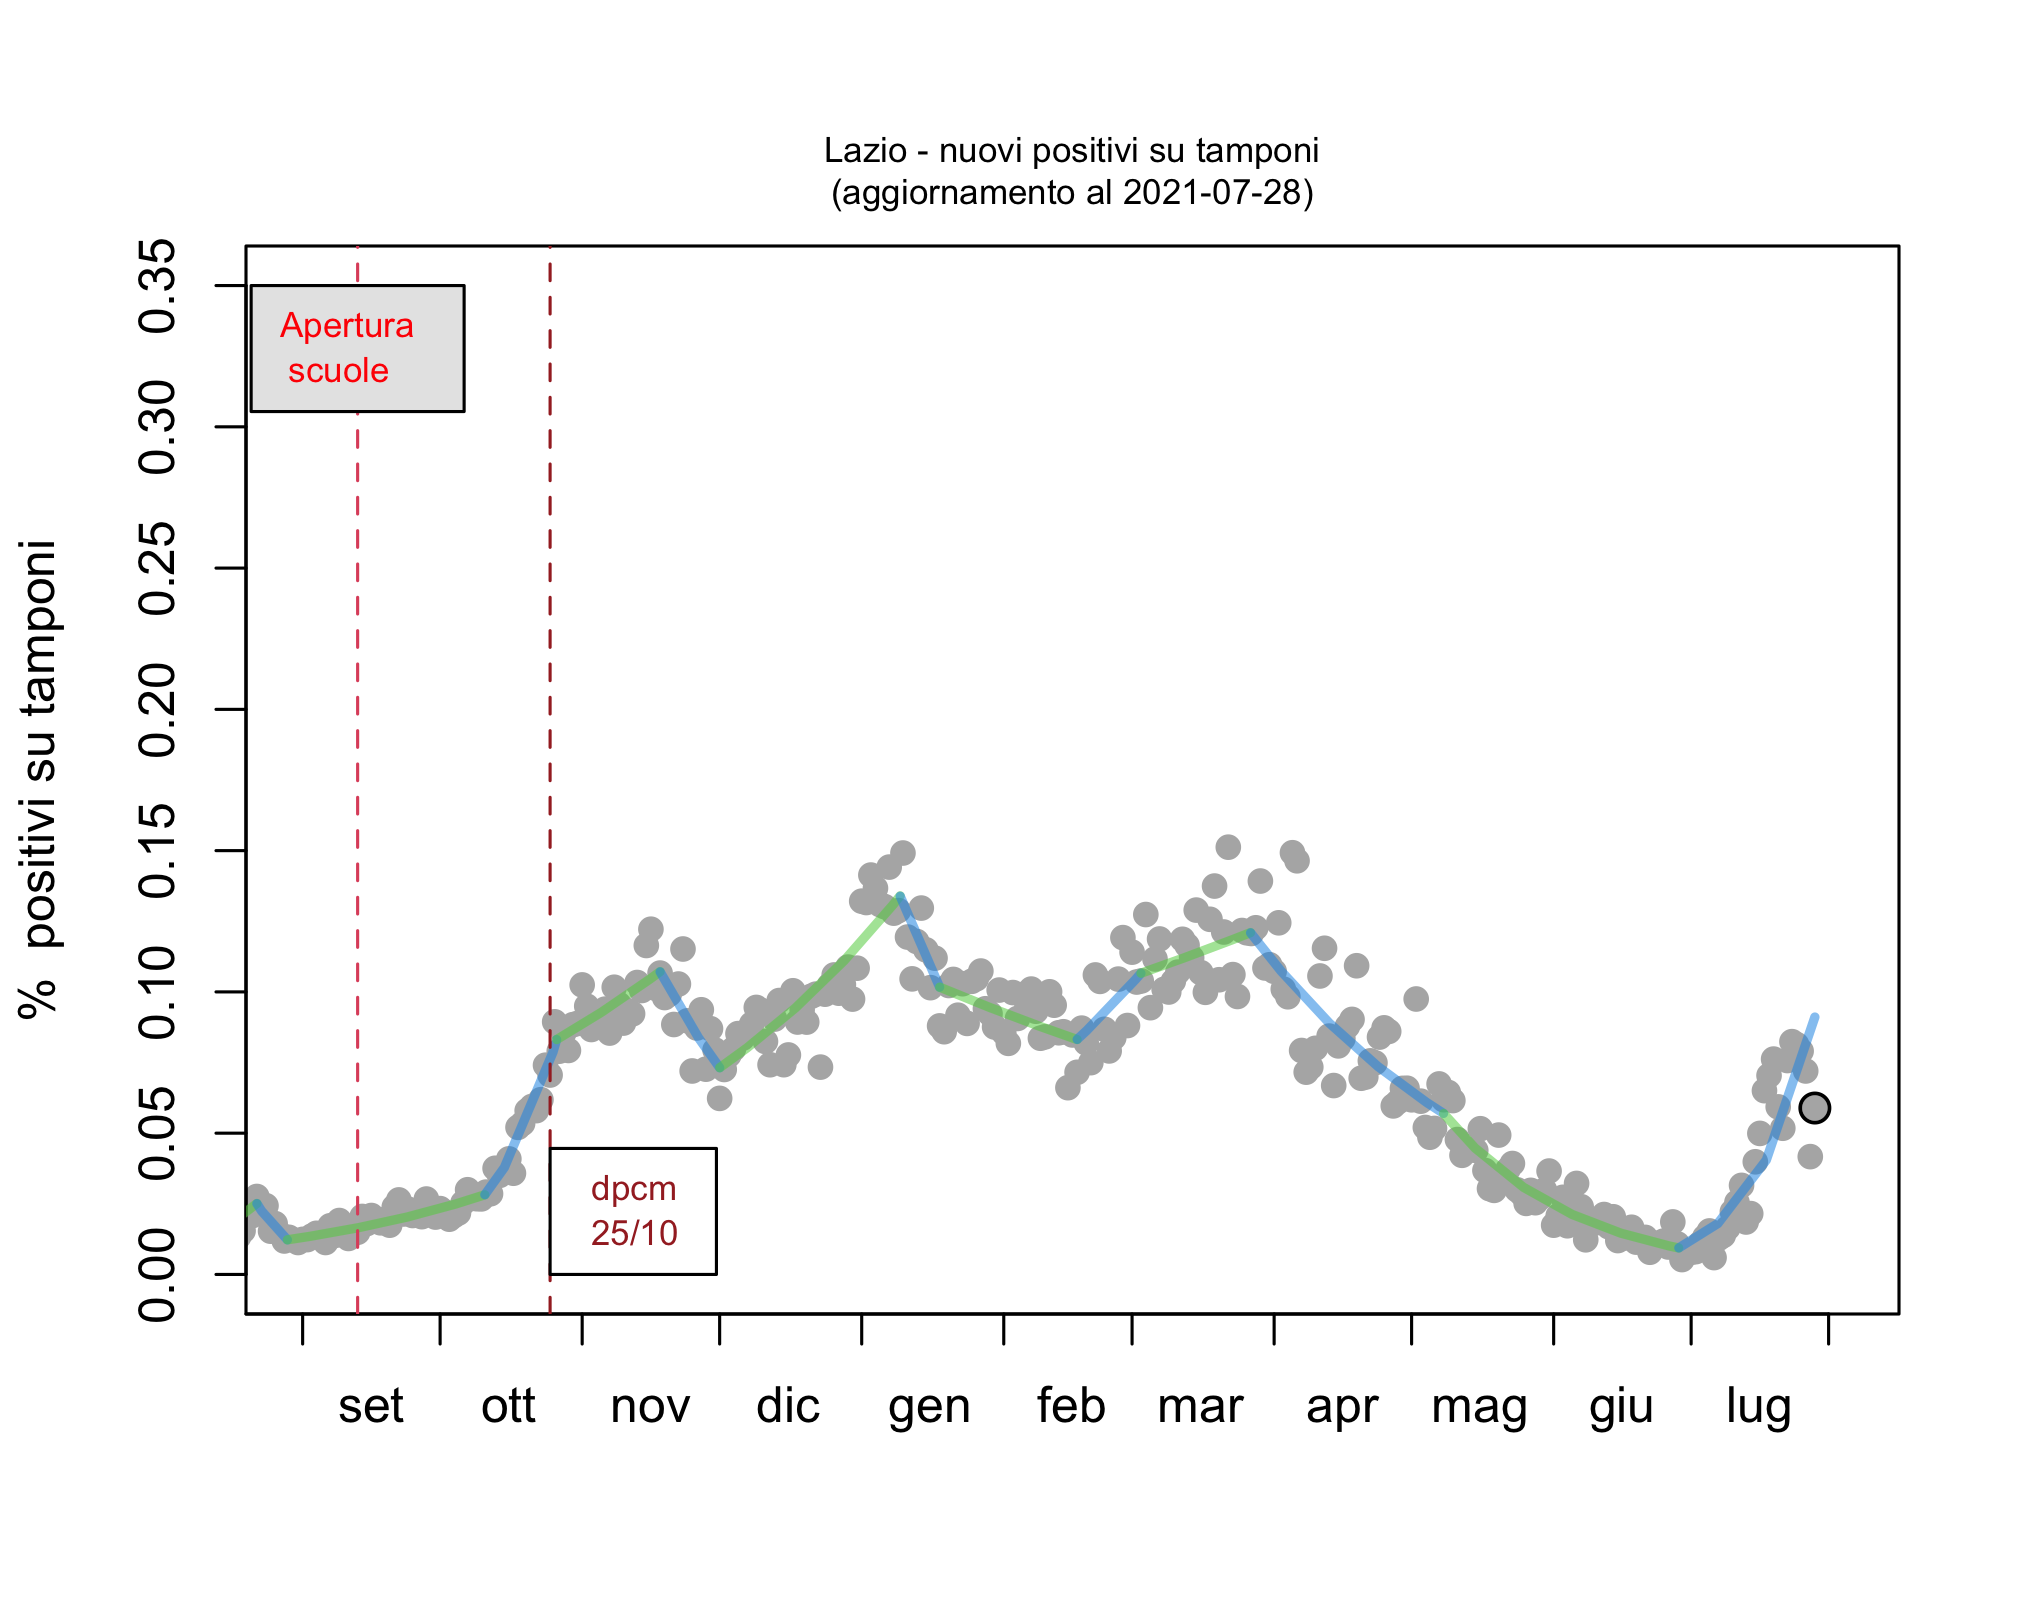 Lazio - nuovi positivi su tamponi
(aggiornamento al 2021-07-28)
% positivi su tamponi
0.35
0.30
0.25
0.20
0.15
0.10
0.05
0.00
Apertura
scuole
dpcm
25/10
set ott nov dic gen feb mar apr mag giu lug